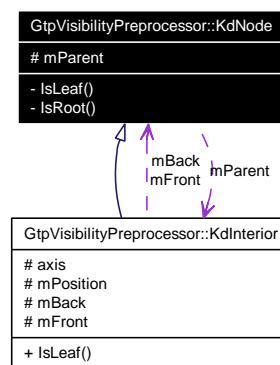 GtpVisibilityPreprocessor::KdNode
# mParent
- IsLeaf()
- IsRoot()
mBack
mFront
mParent
GtpVisibilityPreprocessor::KdInterior
# axis
# mPosition
# mBack
# mFront
+ IsLeaf()